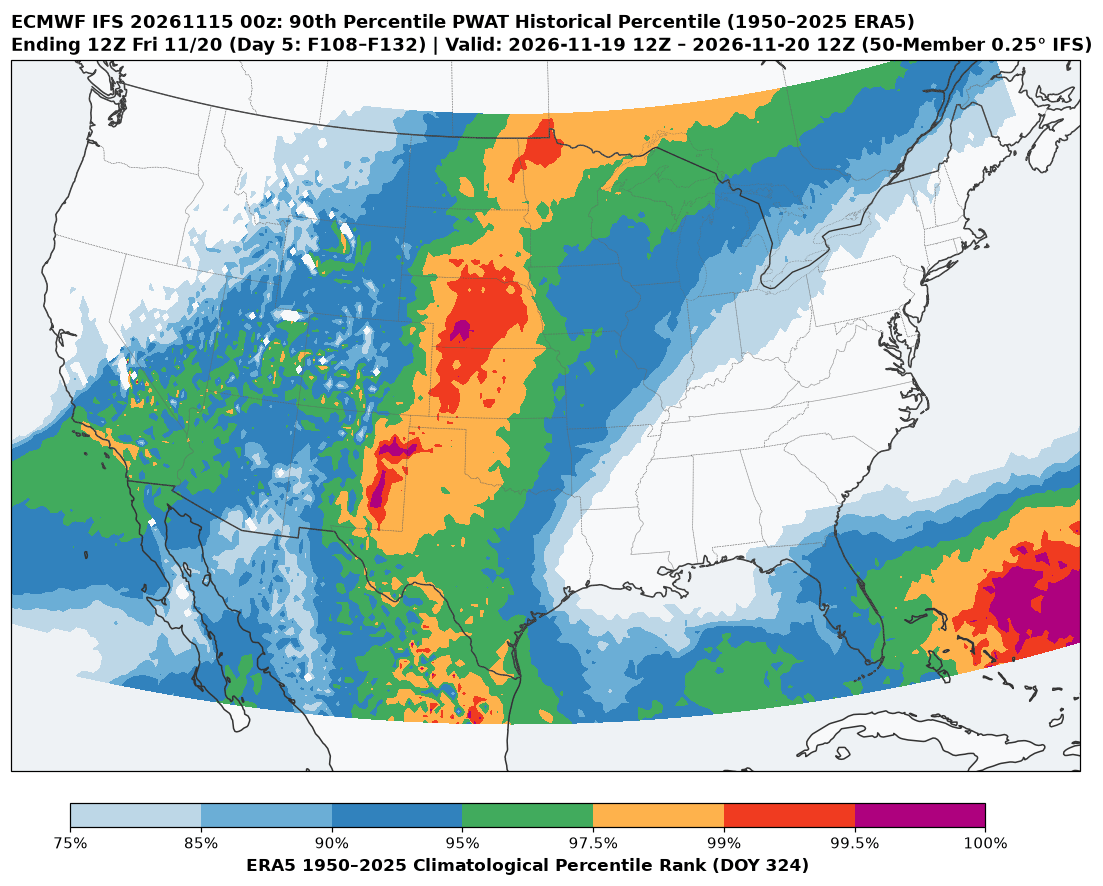 ECMWF IFS 20261115 00z: 90th Percentile PWAT Historical Percentile (1950–2025 ERA5)
Ending 12Z Fri 11/20 (Day 5: F108–F132) | Valid: 2026-11-19 12Z – 2026-11-20 12Z (50-Member 0.25° IFS)
75% 85% 90% 95% 97.5% 99% 99.5% 100%
ERA5 1950–2025 Climatological Percentile Rank (DOY 324)